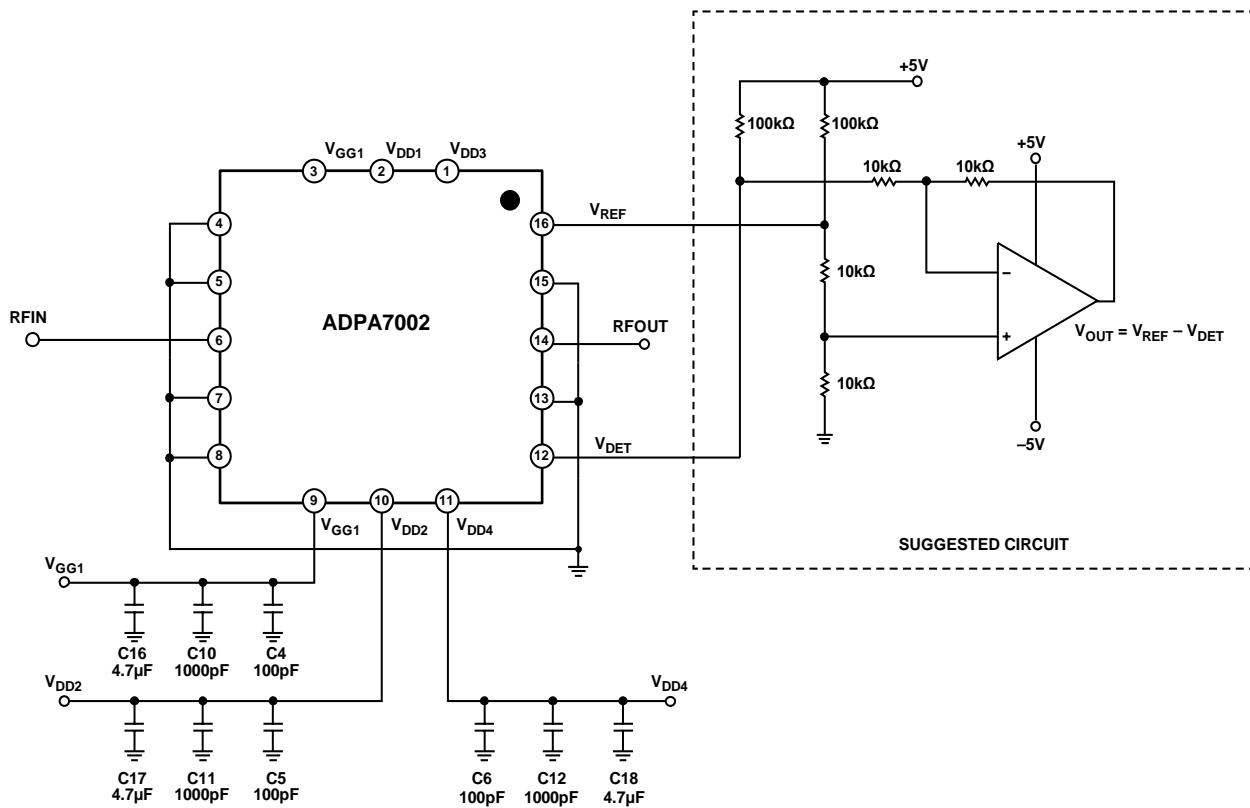 +5V
100kΩ
100kΩ
+5V
VGG1
VDD1
VDD3
10kΩ
10kΩ
3
2
1
4
16
VREF
5
15
10kΩ
−
RFIN
ADPA7002
RFOUT
6
14
+
VOUT = VREF – VDET
7
13
10kΩ
8
12
VDET
–5V
9
10
11
VGG1
VDD2
VDD4
SUGGESTED CIRCUIT
VGG1
C16
4.7µF
C10
1000pF
C4
100pF
VDD2
VDD4
C17
4.7µF
C11
1000pF
C5
100pF
C6
100pF
C12
1000pF
C18
4.7µF